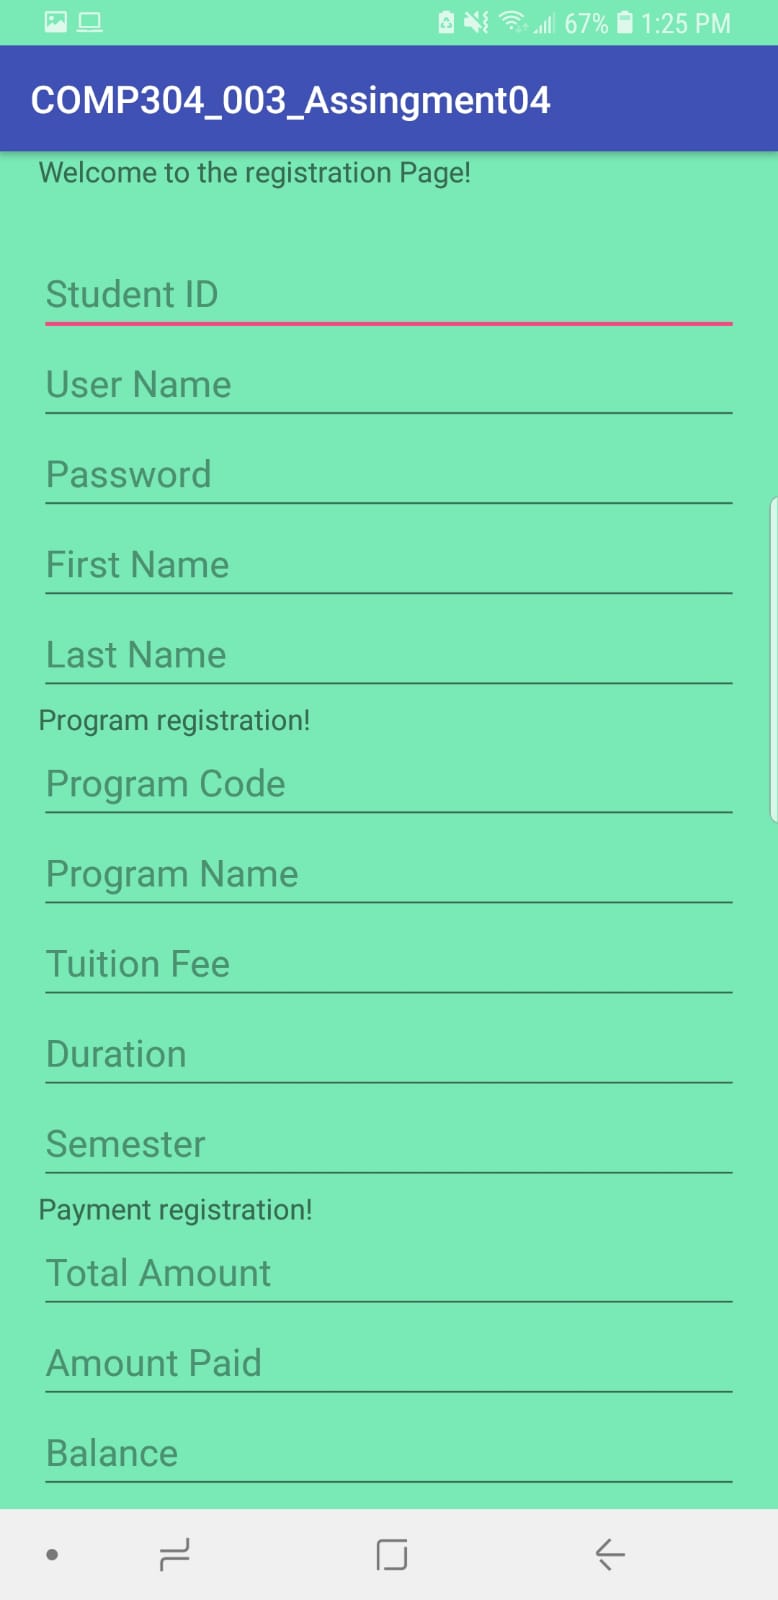 67% 1:25 PM
COMP304_003_Assingment04
Welcome to the registration Page!
Student ID
User Name
Password
First Name
Last Name
Program registration!
Program Code
Program Name
Tuition Fee
Duration
Semester
Payment registration!
Total Amount
Amount Paid
Balance